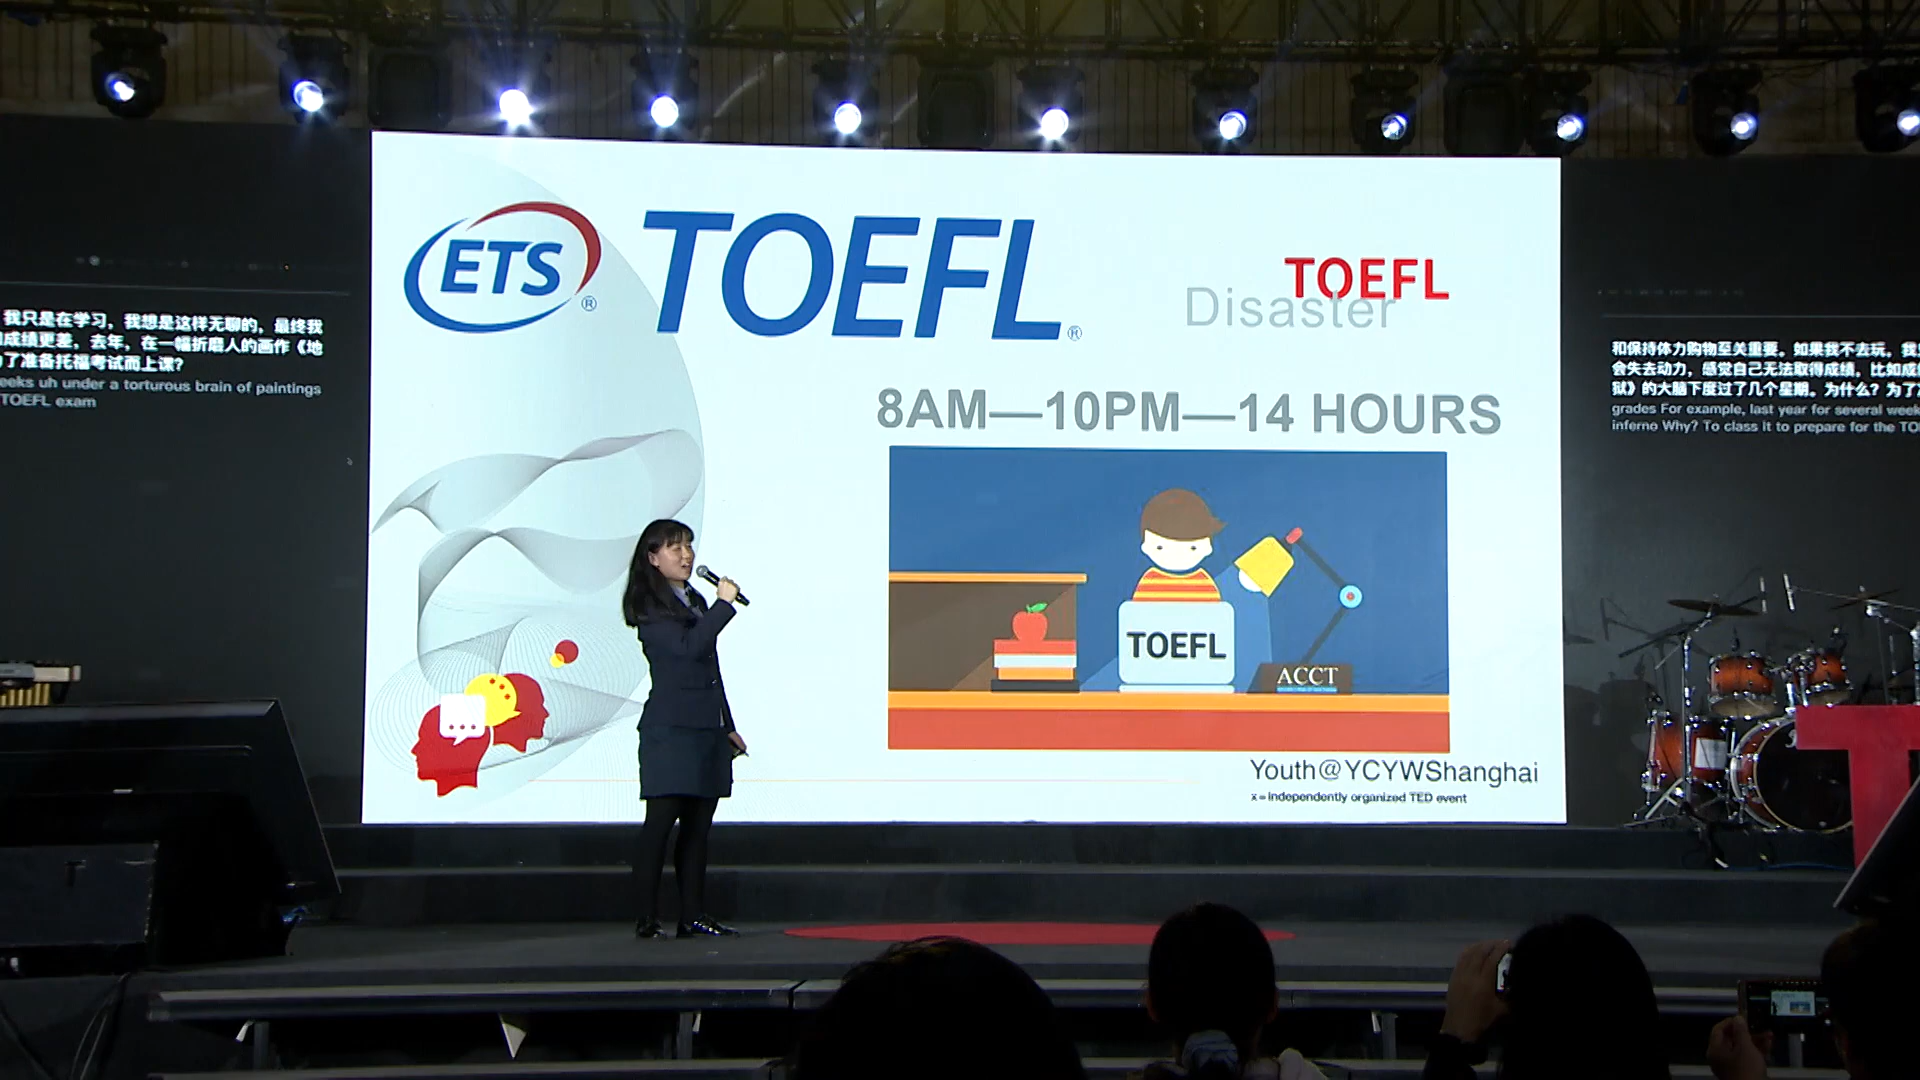 ETS
®
TOEFL
®
TOEFL
Disaster
8AM—10PM—14 HOURS
TOEFL
ACCT
Youth@YCYWShanghai
x = independently organized TED event
我只是在学习，我想是这样无聊的，最终我
成绩更差，去年，在一幅折磨人的画作《地
了准备托福考试而上课？
eeks uh under a torturous brain of paintings
TOEFL exam
和保持体力购物至关重要。如果我不去玩，我
会失去动力，感觉自己无法取得成绩，比如成
狱》的大脑下度过了几个星期。为什么？为了
grades For example, last year for several week
inferno Why? To class it to prepare for the TO
T